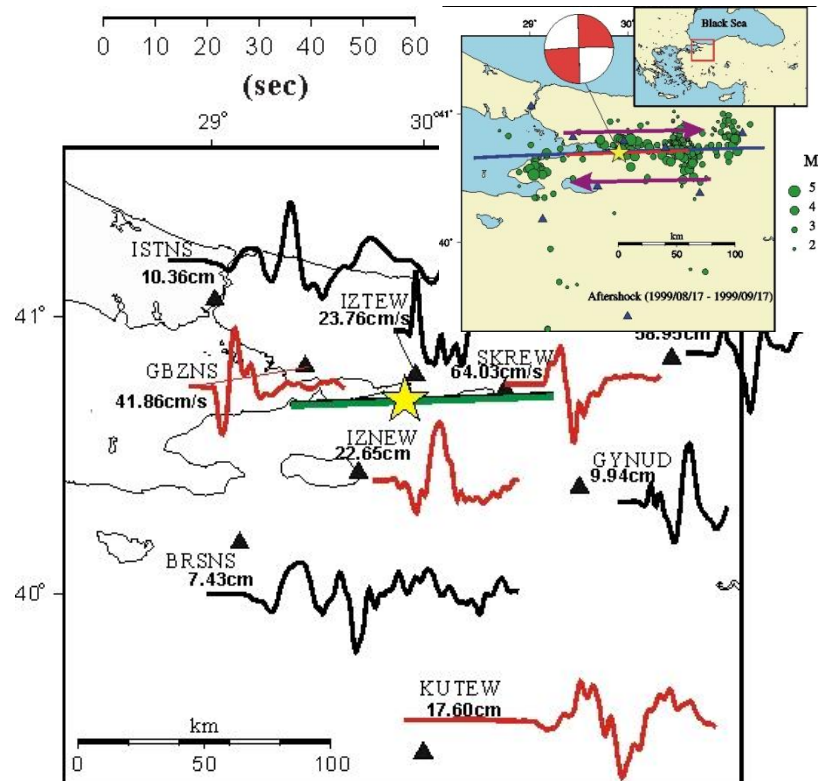 0 10 20 30 40 50 60
(sec)
29° 30
29° 30°
Black Sea
41°
40°
M
5
4
3
2
km
0 50 100
Aftershock (1999/08/17 - 1999/09/17)
ISTNS
10.36cm
IZTEW
23.76cm/s
58.95cm
41°
GBZNS
41.86cm/s
SKREW
64.03cm/s
IZNEW
22.65cm
GYNUD
9.94cm
BRSNS
7.43cm
40°
KUTEW
17.60cm
km
0 50 100